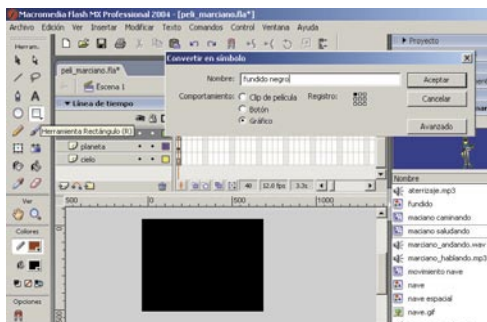 Macromedia Flash MX Professional 2004 - [peli_marciano.fla*]
Archivo Edición Ver Insertar Modificar Texto Comandos Control Ventana Ayuda
Herram.
Proyecto
Convertir en símbolo
peli_marciano.fla*
Nombre: fundido negro
Aceptar
Escena 1
Comportamiento: Clip de película Registro:
Cancelar
Línea de tiempo
Botón
Gráfico
Avanzado
Herramienta Rectángulo (R)
planeta
cielo
Nombre
40 12.0 fps 3.3s
aterrizaje.mp3
Ver
500 0 500 1000
fundido
maciano caminando
Colores
maciano saludando
marciano_andando.wav
marciano_hablando.mp3
movimiento nave
nave
Opciones
nave espacial
nave.gif